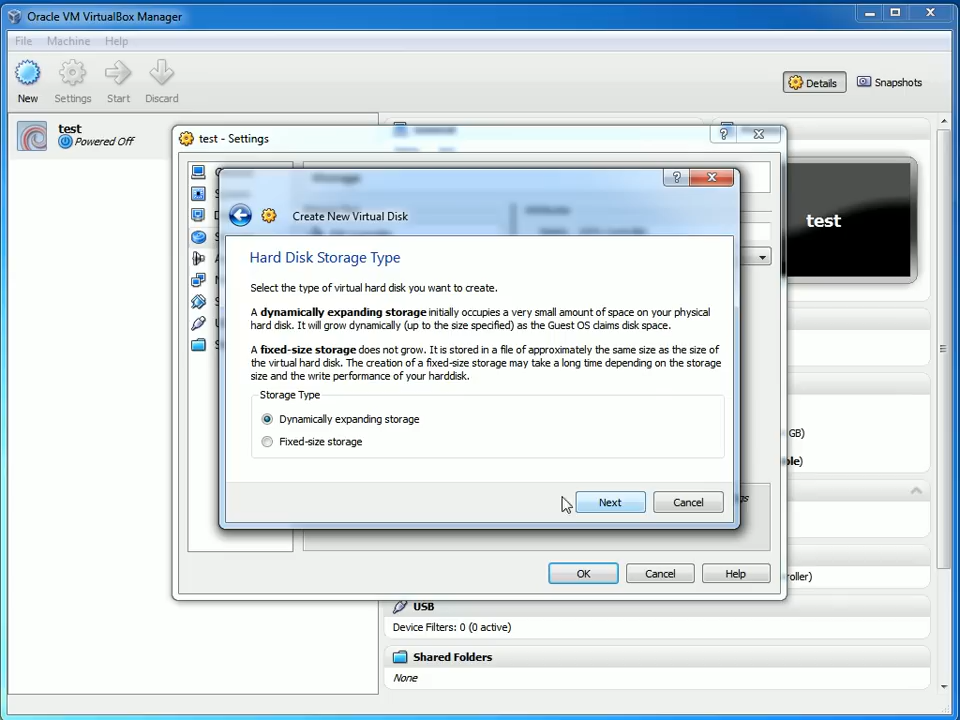 Oracle VM VirtualBox Manager
File Machine Help
New Settings Start Discard
Details Snapshots
test
Powered Off
test - Settings
Create New Virtual Disk
Hard Disk Storage Type
Select the type of virtual hard disk you want to create.
A dynamically expanding storage initially occupies a very small amount of space on your physical
hard disk. It will grow dynamically (up to the size specified) as the Guest OS claims disk space.
A fixed-size storage does not grow. It is stored in a file of approximately the same size as the size of
the virtual hard disk. The creation of a fixed-size storage may take a long time depending on the storage
size and the write performance of your harddisk.
Storage Type
Dynamically expanding storage
Fixed-size storage
Next Cancel
OK Cancel Help
test
GB)
USB
Device Filters: 0 (0 active)
Shared Folders
None